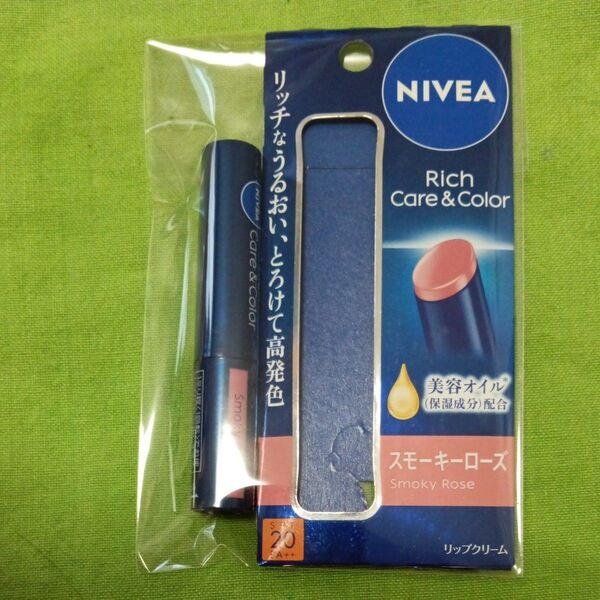 NIVEA
Rich
Care & Color
リッチなうるおい、とろけて高発色
美容オイル*
(保湿成分)配合
スモーキーローズ
Smoky Rose
SPF
20
PA++
リップクリーム
NIVEA
Care & Color